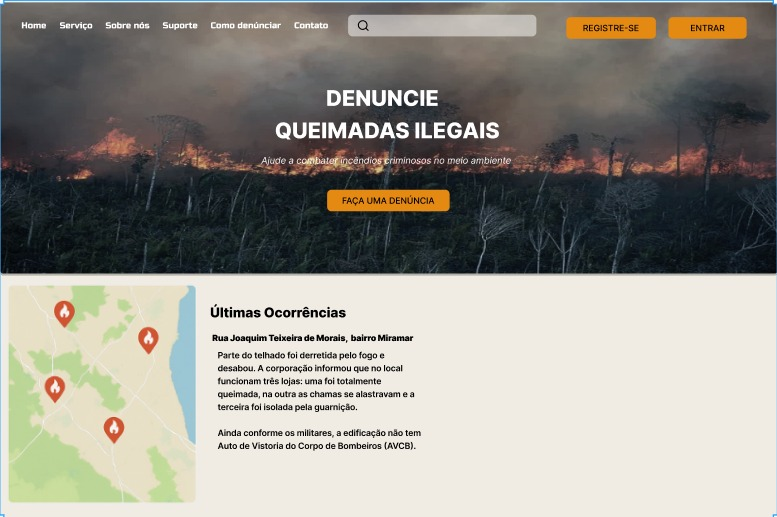 Home Serviço Sobre nós Suporte Como denúnciar Contato REGISTRE-SE ENTRAR
DENUNCIE
QUEIMADAS ILEGAIS
Ajude a combater incêndios criminosos no meio ambiente
FAÇA UMA DENÚNCIA
Últimas Ocorrências
Rua Joaquim Teixeira de Morais, bairro Miramar
Parte do telhado foi derretida pelo fogo e
desabou. A corporação informou que no local
funcionam três lojas: uma foi totalmente
queimada, na outra as chamas se alastravam e a
terceira foi isolada pela guarnição.
Ainda conforme os militares, a edificação não tem
Auto de Vistoria do Corpo de Bombeiros (AVCB).